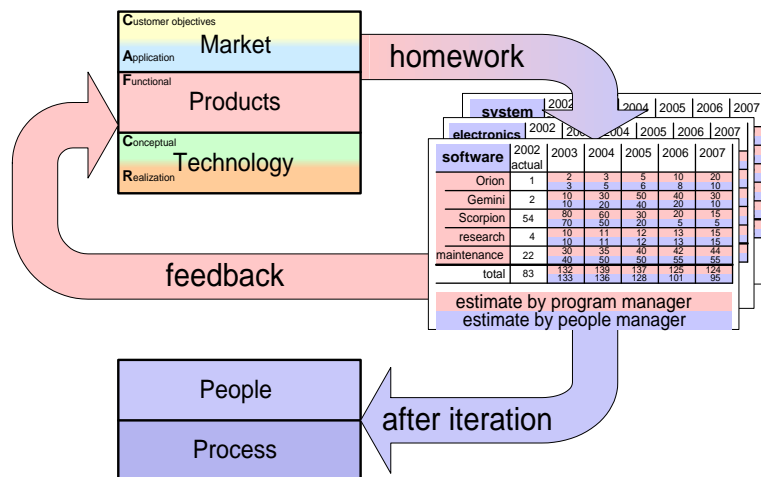 Customer objectives
Market
Application
Functional
Products
Conceptual
Technology
Realization
homework
feedback
system 2002 2004 2005 2006 2007
electronics 2002 2004 2005 2006 2007
software 2002 actual 2003 2004 2005 2006 2007
Orion 1 2 3 5 10 20
3 5 6 8 10
Gemini 2 10 30 50 40 30
10 20 40 20 10
Scorpion 54 80 60 30 20 15
70 50 20 5 5
research 4 10 11 12 13 15
10 11 12 13 15
maintenance 22 30 35 40 42 44
40 50 50 55 55
total 83 132 139 137 125 124
133 136 128 101 95
estimate by program manager
estimate by people manager
People
Process
after iteration